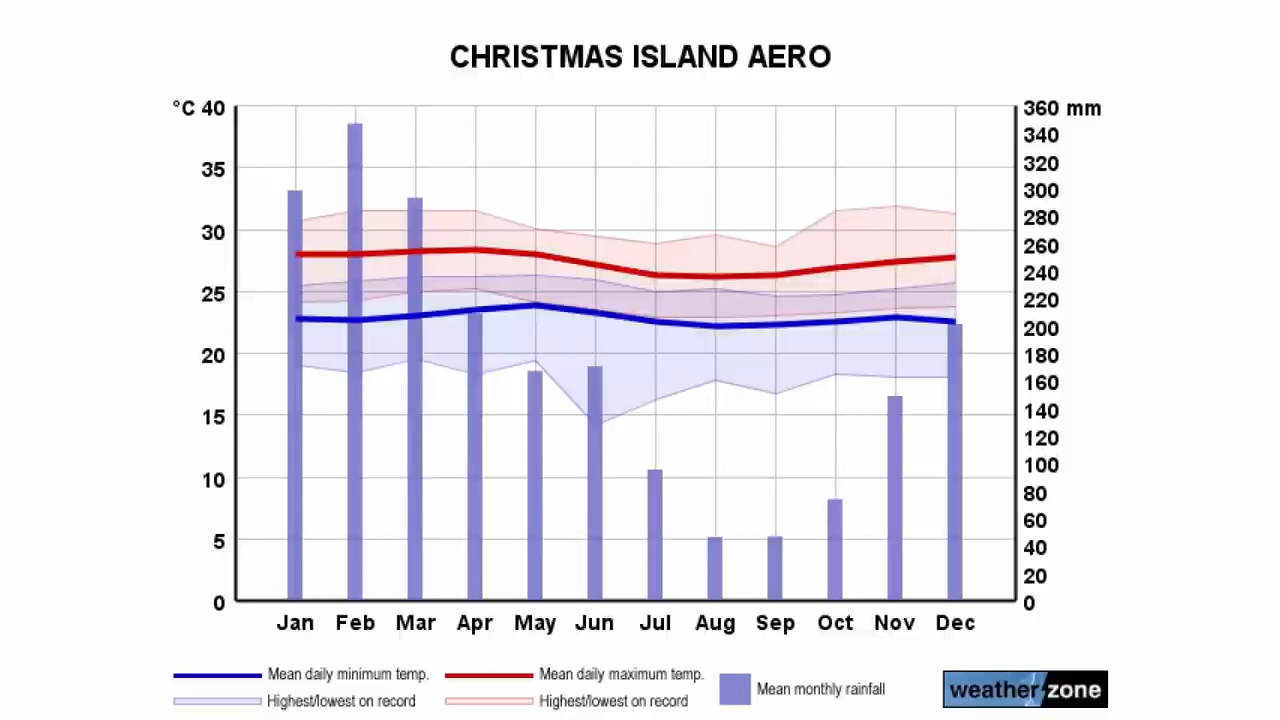 CHRISTMAS ISLAND AERO
°C 40
35
30
25
20
15
10
5
0
360 mm
340
320
300
280
260
240
220
200
180
160
140
120
100
80
60
40
20
0
Jan Feb Mar Apr May Jun Jul Aug Sep Oct Nov Dec
Mean daily minimum temp.
Mean daily maximum temp.
Highest/lowest on record
Highest/lowest on record
Mean monthly rainfall
weatherzone